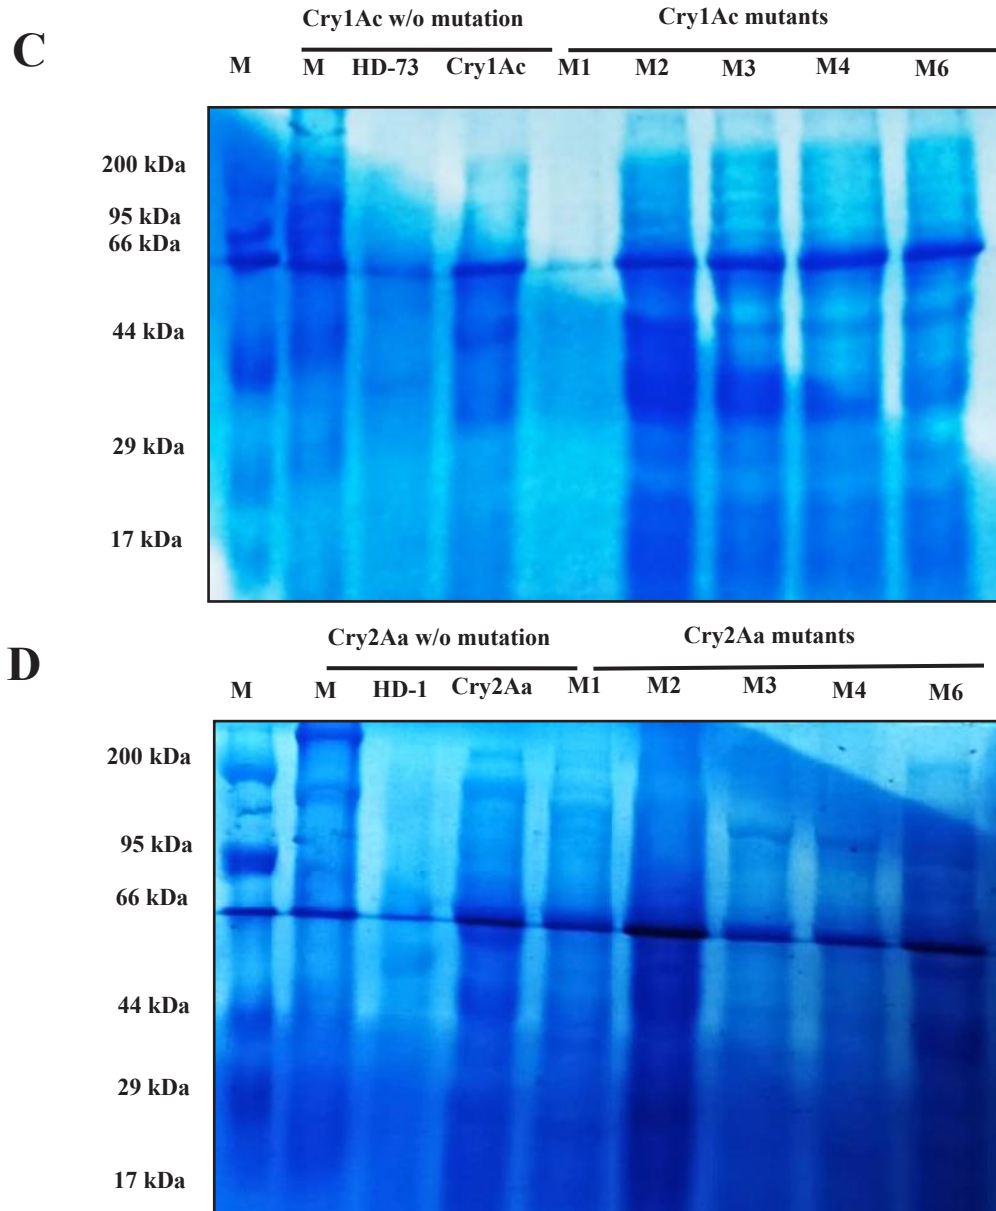 C
Cry1Ac w/o mutation Cry1Ac mutants
M M HD-73 Cry1Ac M1 M2 M3 M4 M6
200 kDa
95 kDa
66 kDa
44 kDa
29 kDa
17 kDa
D
Cry2Aa w/o mutation Cry2Aa mutants
M M HD-1 Cry2Aa M1 M2 M3 M4 M6
200 kDa
95 kDa
66 kDa
44 kDa
29 kDa
17 kDa